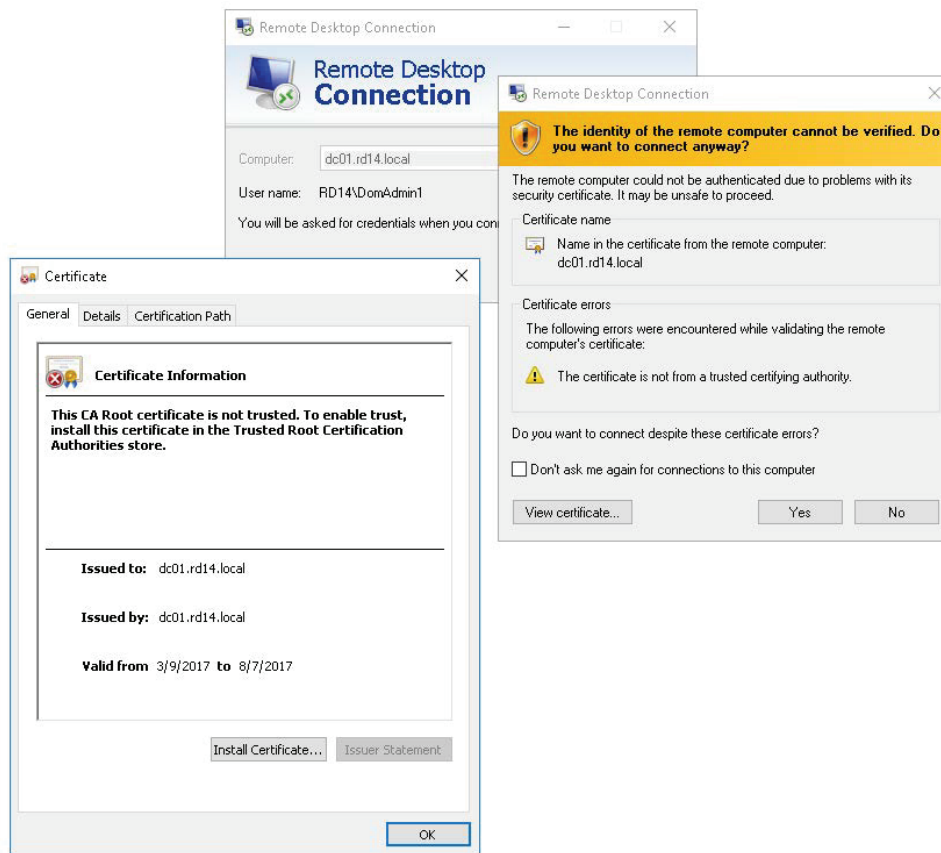 Remote Desktop Connection
Remote Desktop
Connection
Computer: dc01.rd14.local
User name: RD14\DomAdmin1
You will be asked for credentials when you
Remote Desktop Connection
The identity of the remote computer cannot be verified. Do
you want to connect anyway?
The remote computer could not be authenticated due to problems with its
security certificate. It may be unsafe to proceed.
Certificate name
Name in the certificate from the remote computer:
dc01.rd14.local
Certificate errors
The following errors were encountered while validating the remote
computer's certificate:
The certificate is not from a trusted certifying authority.
Do you want to connect despite these certificate errors?
Don't ask me again for connections to this computer
View certificate...
Yes
No
Certificate
General Details Certification Path
Certificate Information
This CA Root certificate is not trusted. To enable trust,
install this certificate in the Trusted Root Certification
Authorities store.
Issued to: dc01.rd14.local
Issued by: dc01.rd14.local
Valid from 3/9/2017 to 8/7/2017
Install Certificate...
Issuer Statement
OK